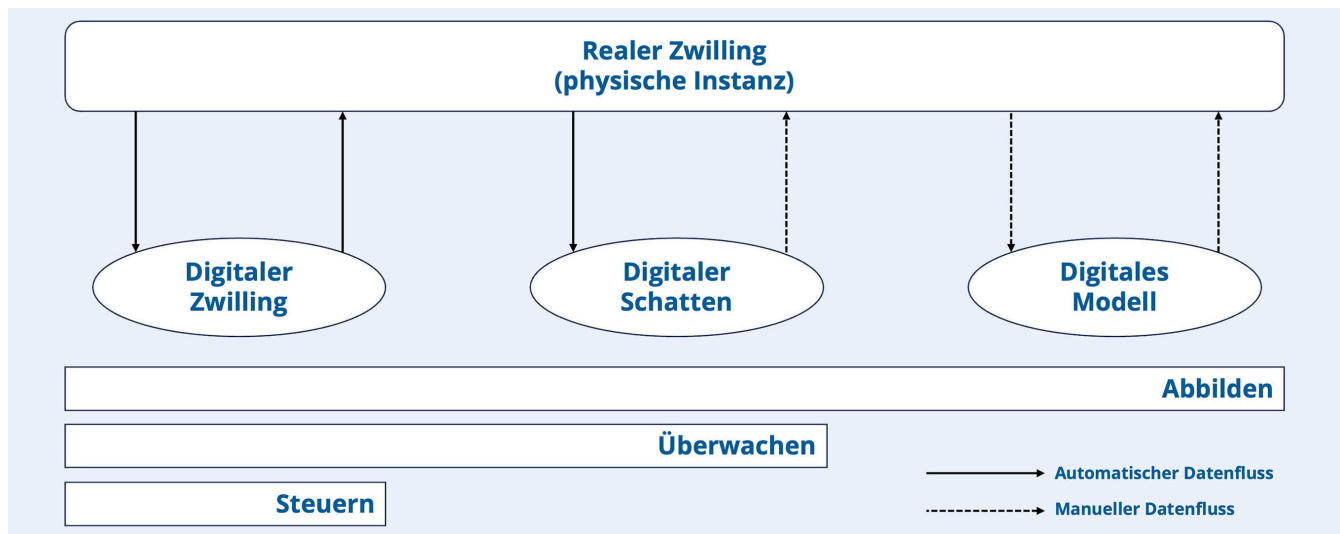 Realer Zwilling
(physische Instanz)
Digitaler
Zwilling
Digitaler
Schatten
Digitales
Modell
Abbilden
Überwachen
Steuern
Automatischer Datenfluss
Manueller Datenfluss